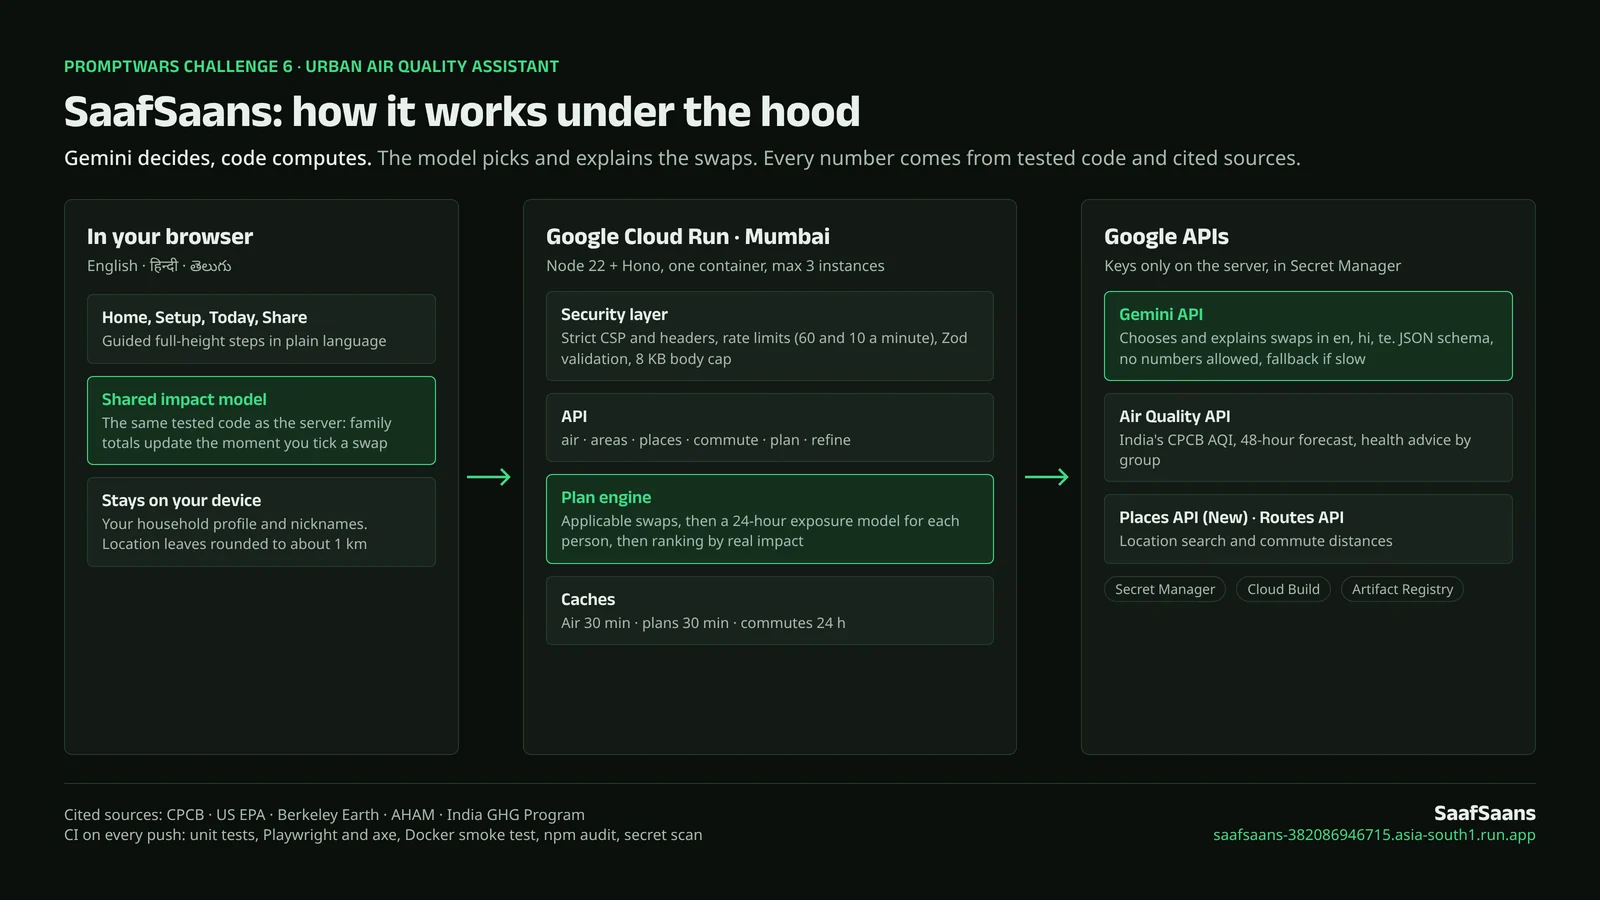 PROMPTWARS CHALLENGE 6 · URBAN AIR QUALITY ASSISTANT
SaafSaans: how it works under the hood
Gemini decides, code computes. The model picks and explains the swaps. Every number comes from tested code and cited sources.
In your browser
English · हिन्दी · తెలుగు
Home, Setup, Today, Share
Guided full-height steps in plain language
Shared impact model
The same tested code as the server: family
totals update the moment you tick a swap
Stays on your device
Your household profile and nicknames.
Location leaves rounded to about 1 km
Google Cloud Run · Mumbai
Node 22 + Hono, one container, max 3 instances
Security layer
Strict CSP and headers, rate limits (60 and 10 a minute), Zod
validation, 8 KB body cap
API
air · areas · places · commute · plan · refine
Plan engine
Applicable swaps, then a 24-hour exposure model for each
person, then ranking by real impact
Caches
Air 30 min · plans 30 min · commutes 24 h
Google APIs
Keys only on the server, in Secret Manager
Gemini API
Chooses and explains swaps in en, hi, te. JSON schema,
no numbers allowed, fallback if slow
Air Quality API
India's CPCB AQI, 48-hour forecast, health advice by
group
Places API (New) · Routes API
Location search and commute distances
Secret Manager
Cloud Build
Artifact Registry
Cited sources: CPCB · US EPA · Berkeley Earth · AHAM · India GHG Program
CI on every push: unit tests, Playwright and axe, Docker smoke test, npm audit, secret scan
SaafSaans
saafsaans-382086946715.asia-south1.run.app